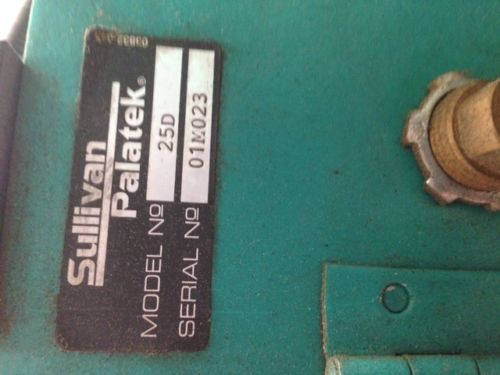 Sullivan
Palatek®
MODEL Nº 25D
SERIAL Nº 01M023